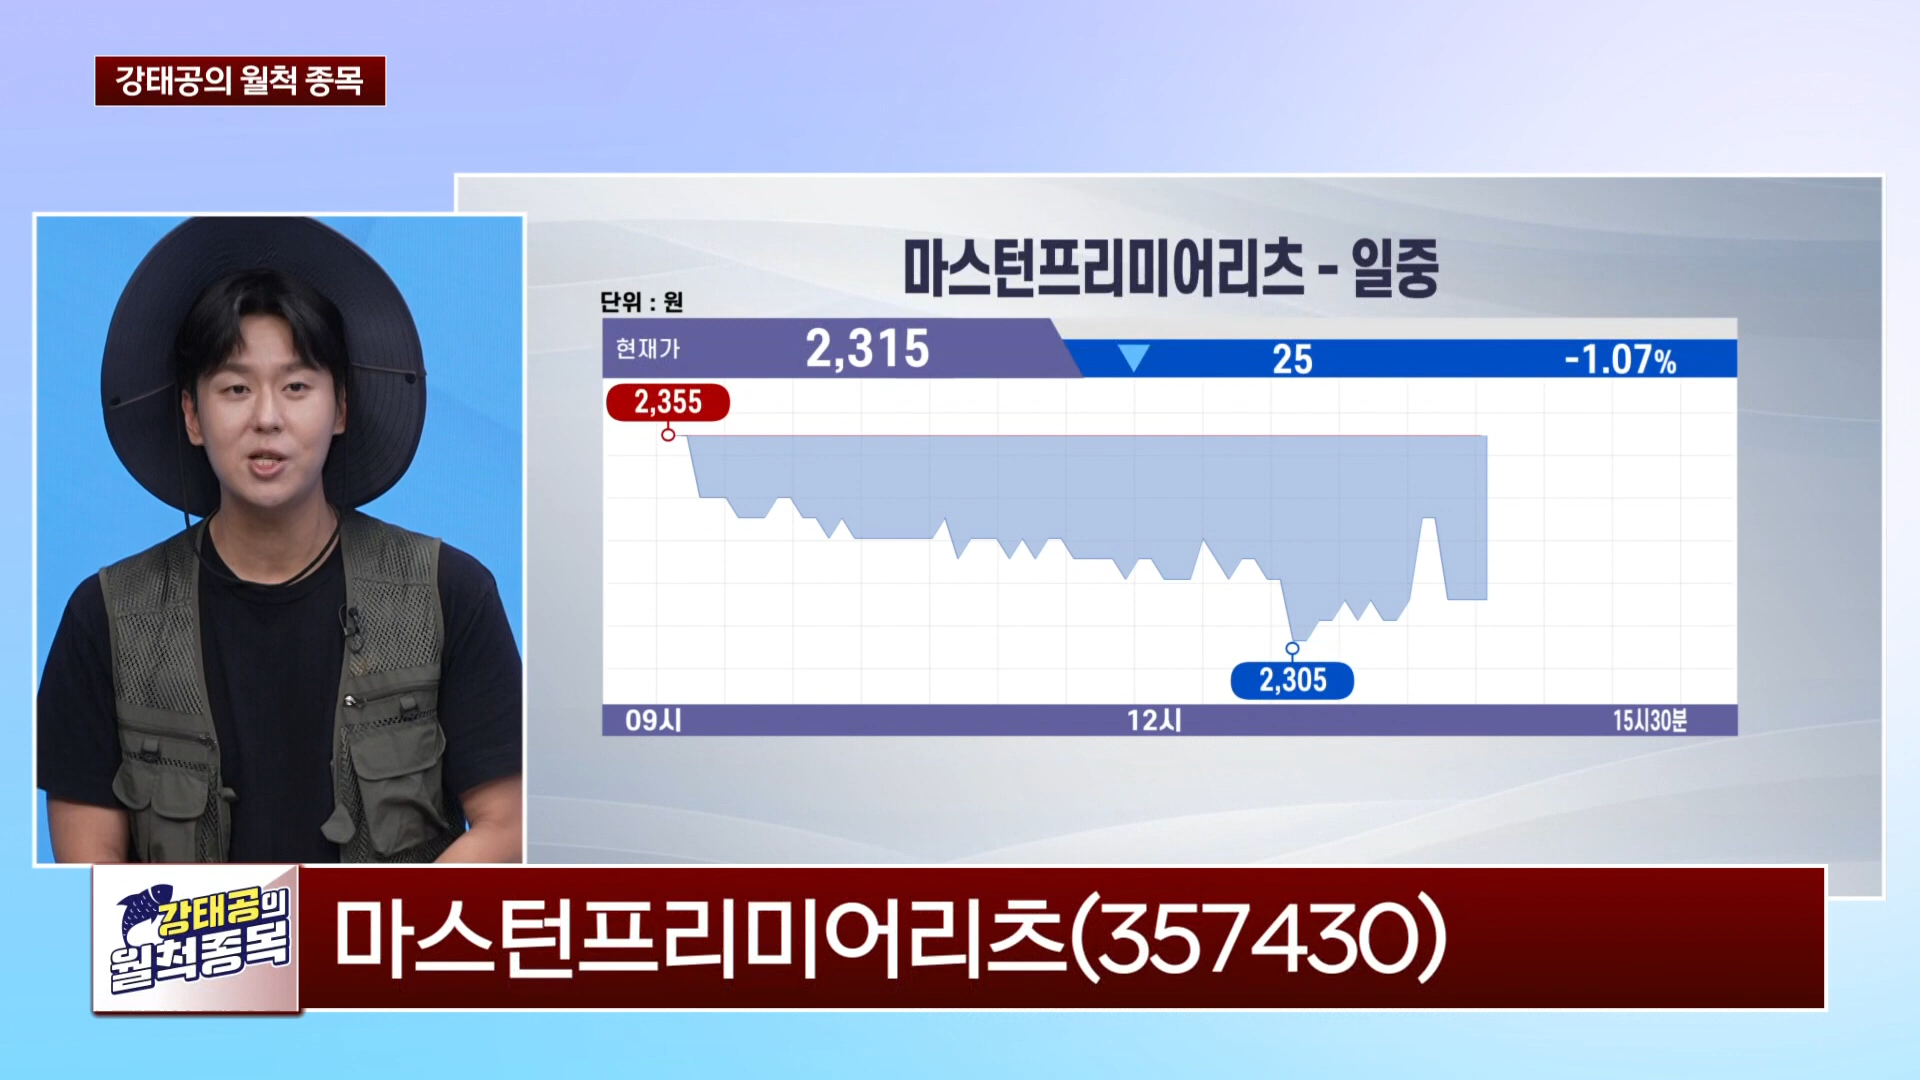 강태공의 월척 종목
마스턴프리미어리츠 - 일중
단위 : 원
현재가 2,315 ▼ 25 -1.07%
2,355
2,305
09시 12시 15시30분
강태공의
월척종목
마스턴프리미어리츠(357430)